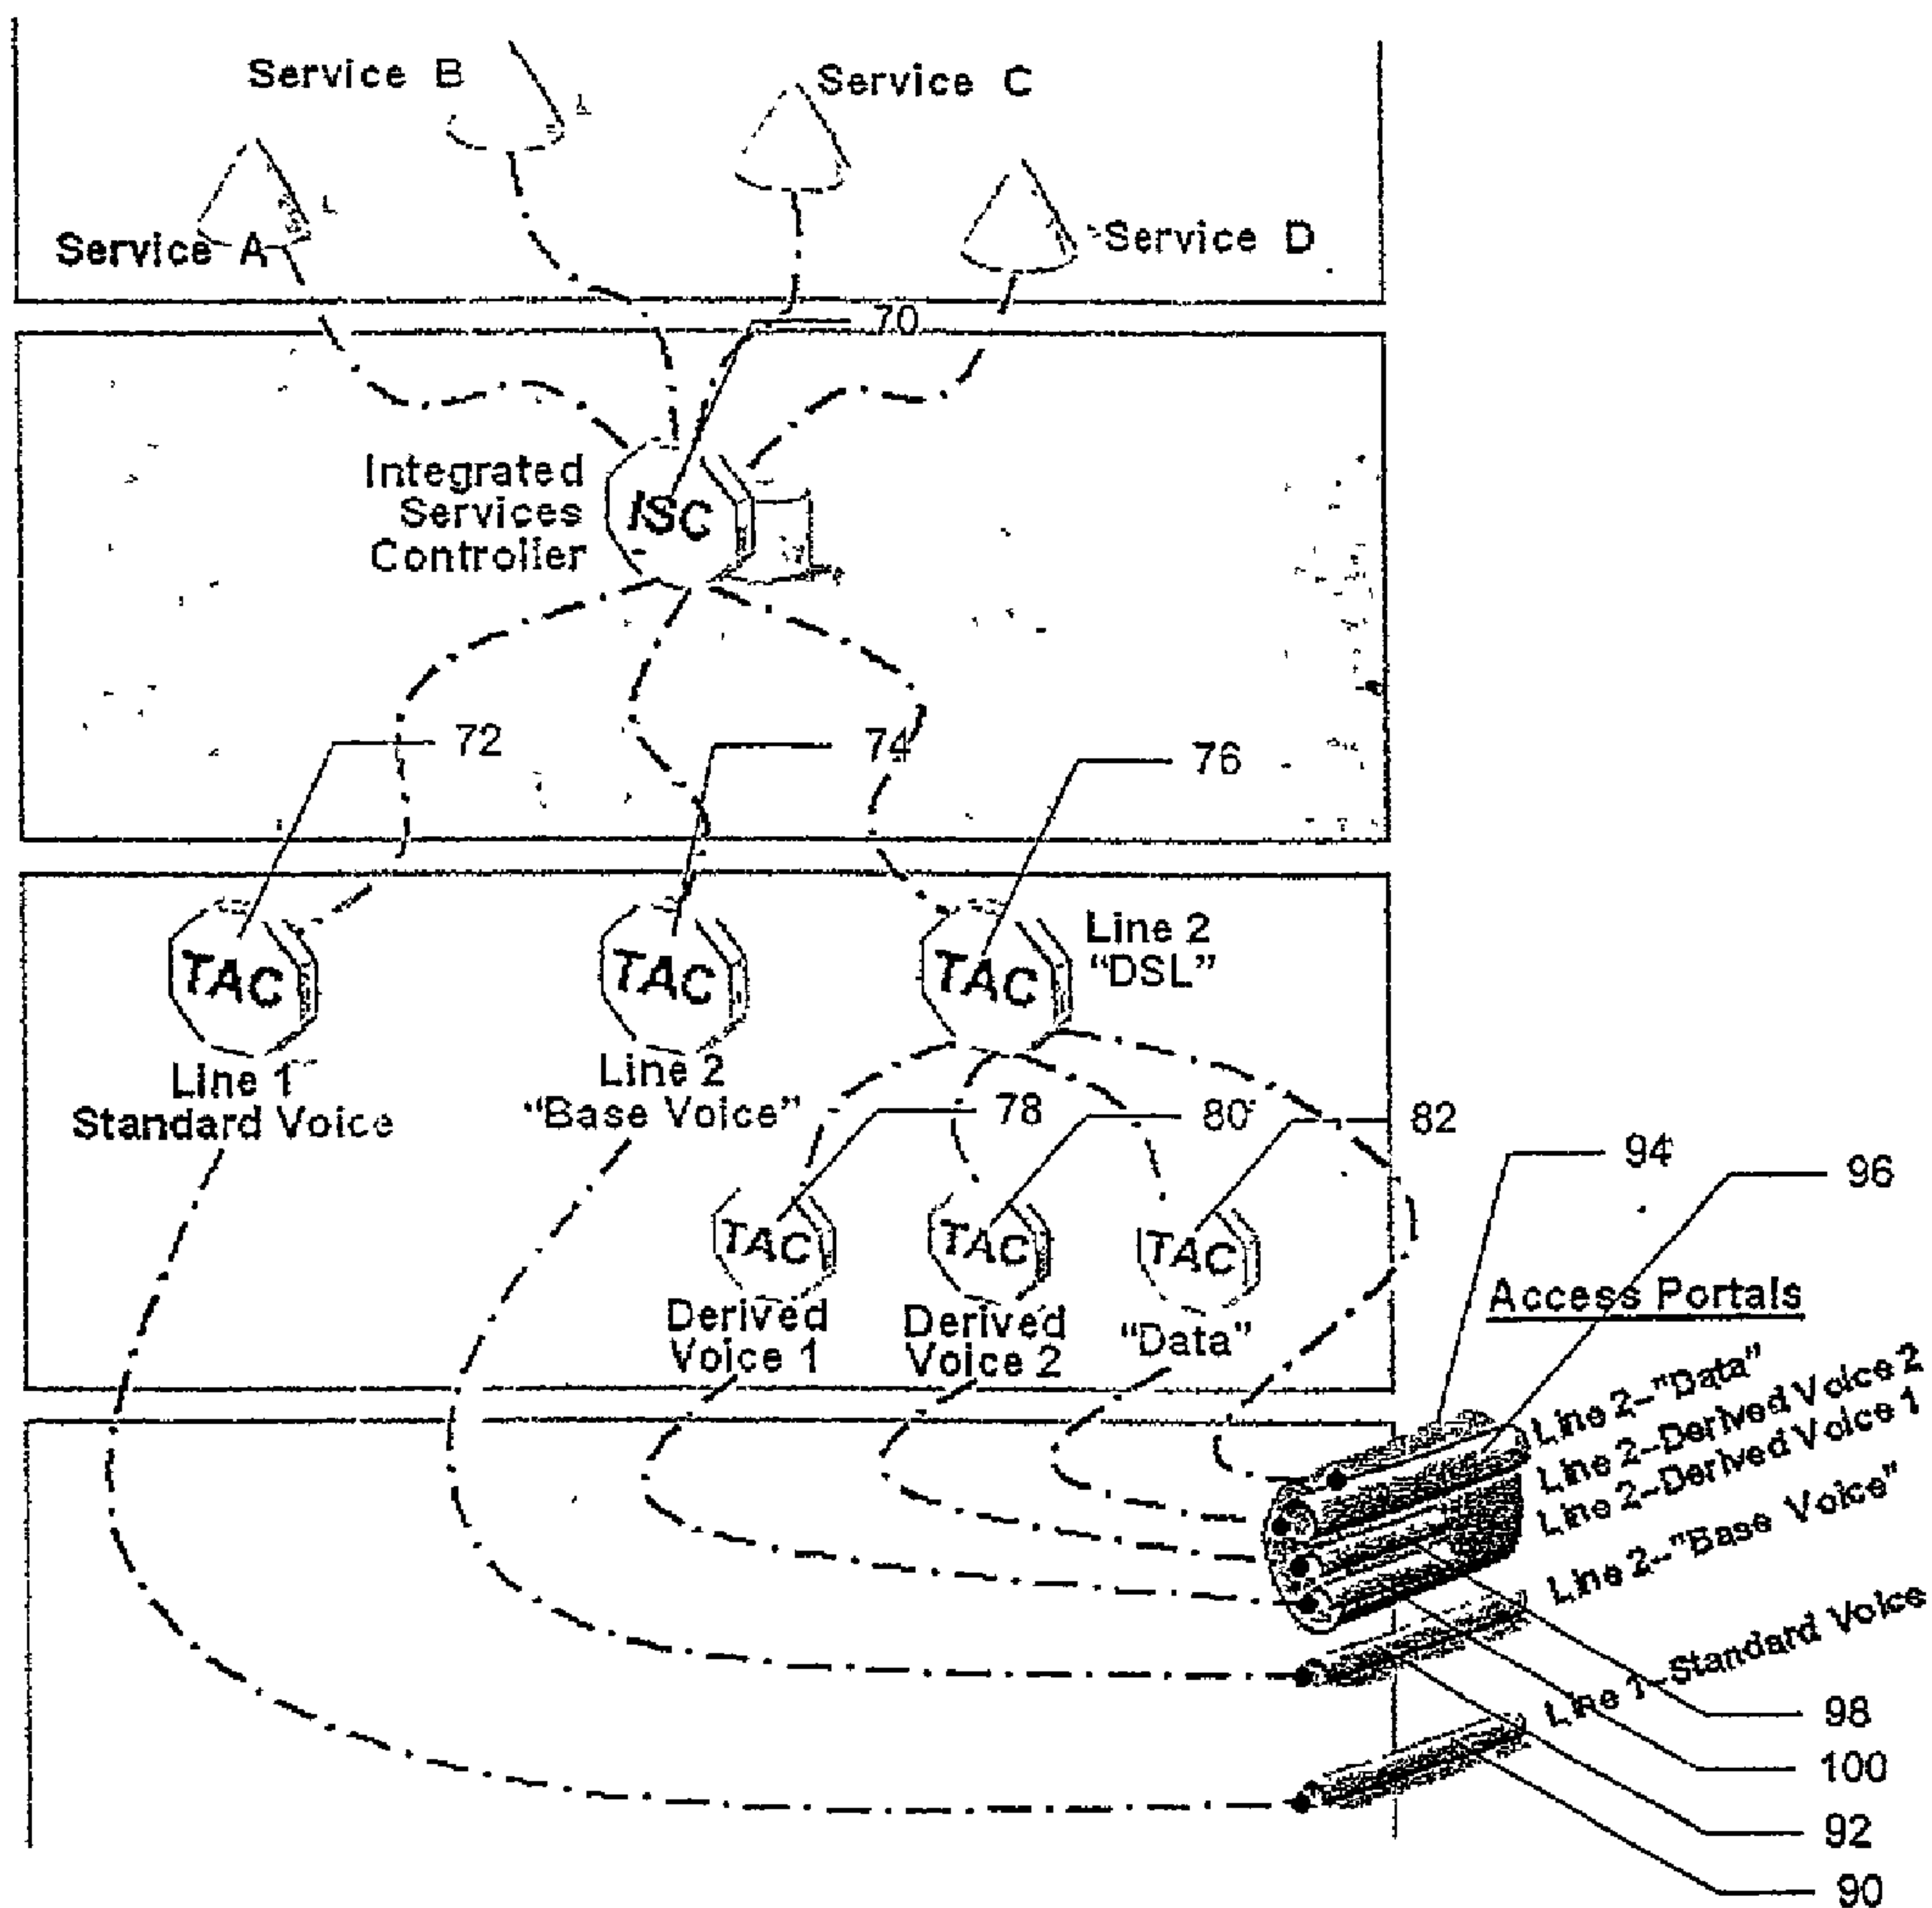 Service B
Service C
Service A
Service D
70
Integrated
Services
Controller
ISC
72
74
76
TAC
TAC
TAC
Line 2
“DSL”
Line 1
Standard Voice
Line 2
“Base Voice”
78
80
82
94
96
TAC
TAC
TAC
Derived
Voice 1
Derived
Voice 2
“Data”
Access Portals
Line 2–"Data"
Line 2–Derived Voice 2
Line 2–Derived Voice 1
Line 2–"Base Voice"
Line 1–Standard Voice
98
100
92
90